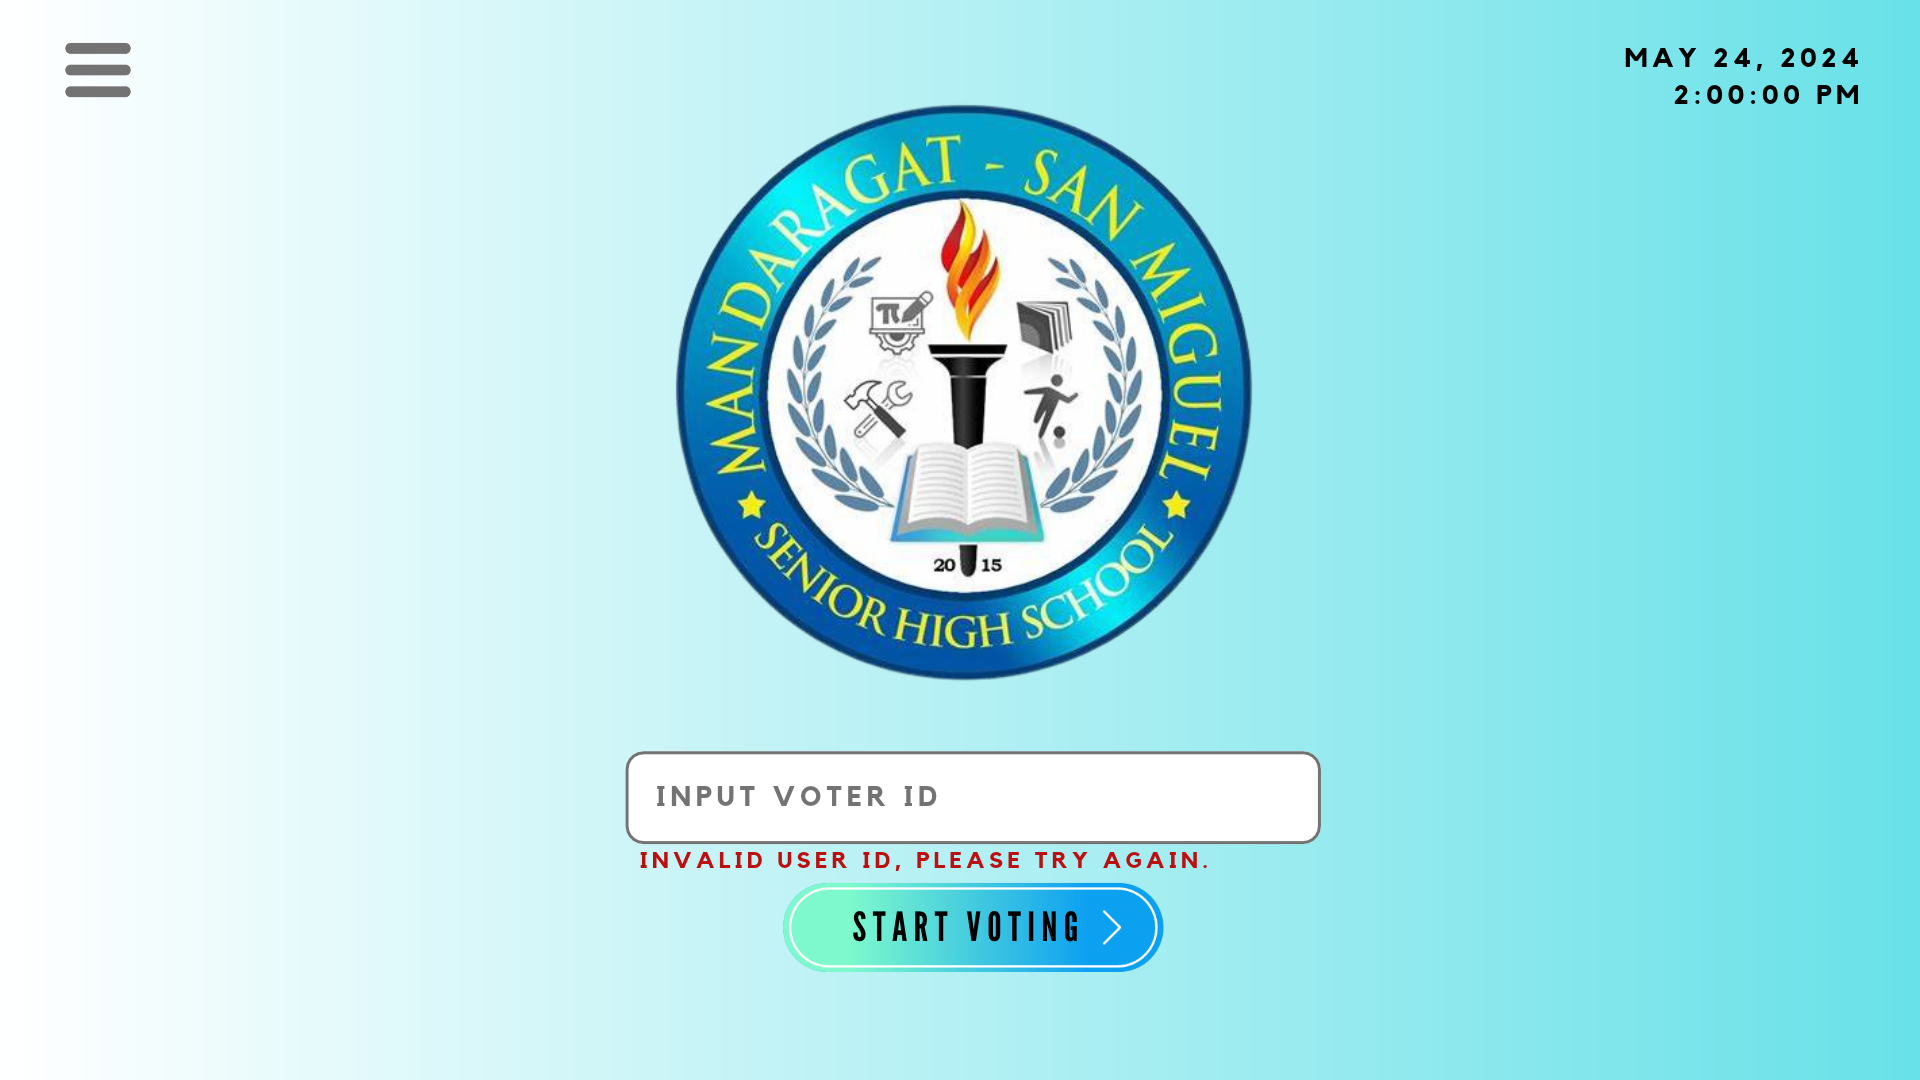 MAY 24, 2024
2:00:00 PM
MANDARAGAT - SAN MIGUEL
π
20 15
SENIOR HIGH SCHOOL
INPUT VOTER ID
INVALID USER ID, PLEASE TRY AGAIN.
START VOTING